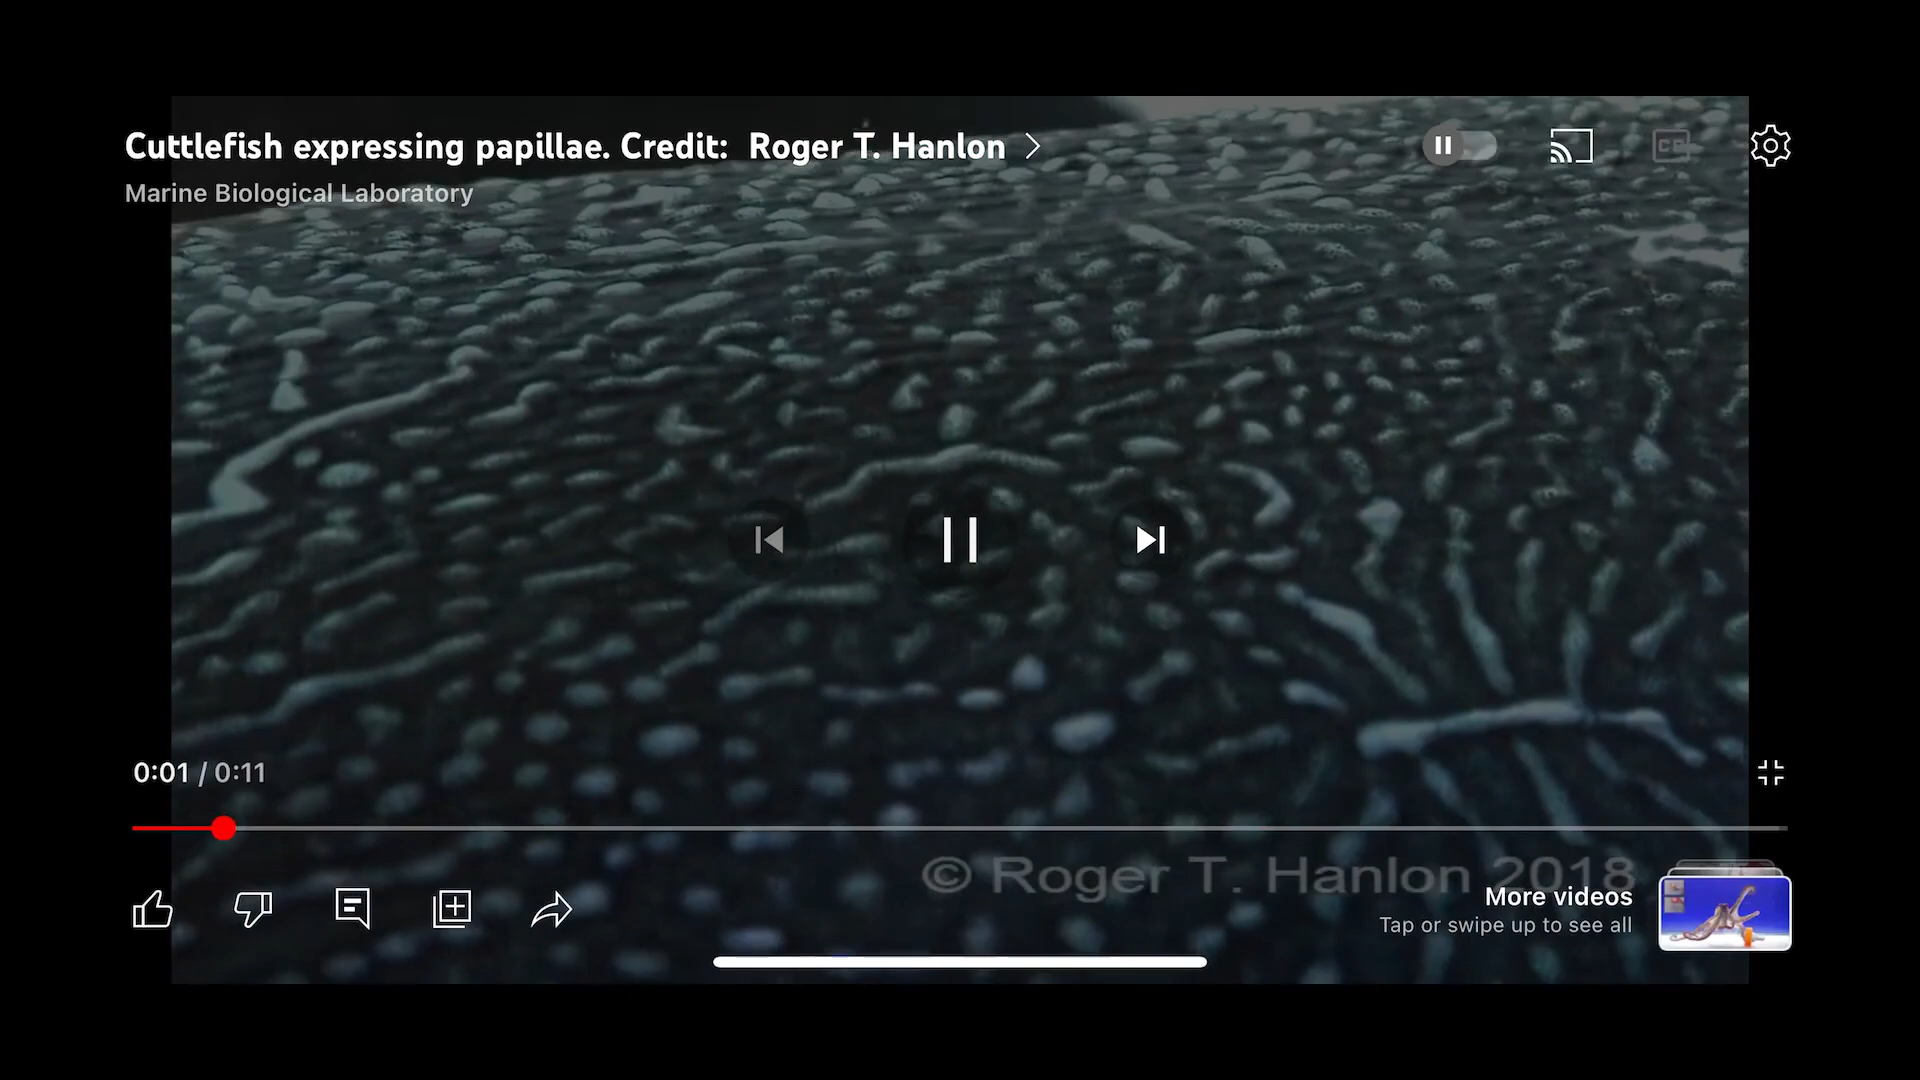 Cuttlefish expressing papillae. Credit:  Roger T. Hanlon
CC
Marine Biological Laboratory
0:01 / 0:11
© Roger T. Hanlon 2018
More videos
Tap or swipe up to see all